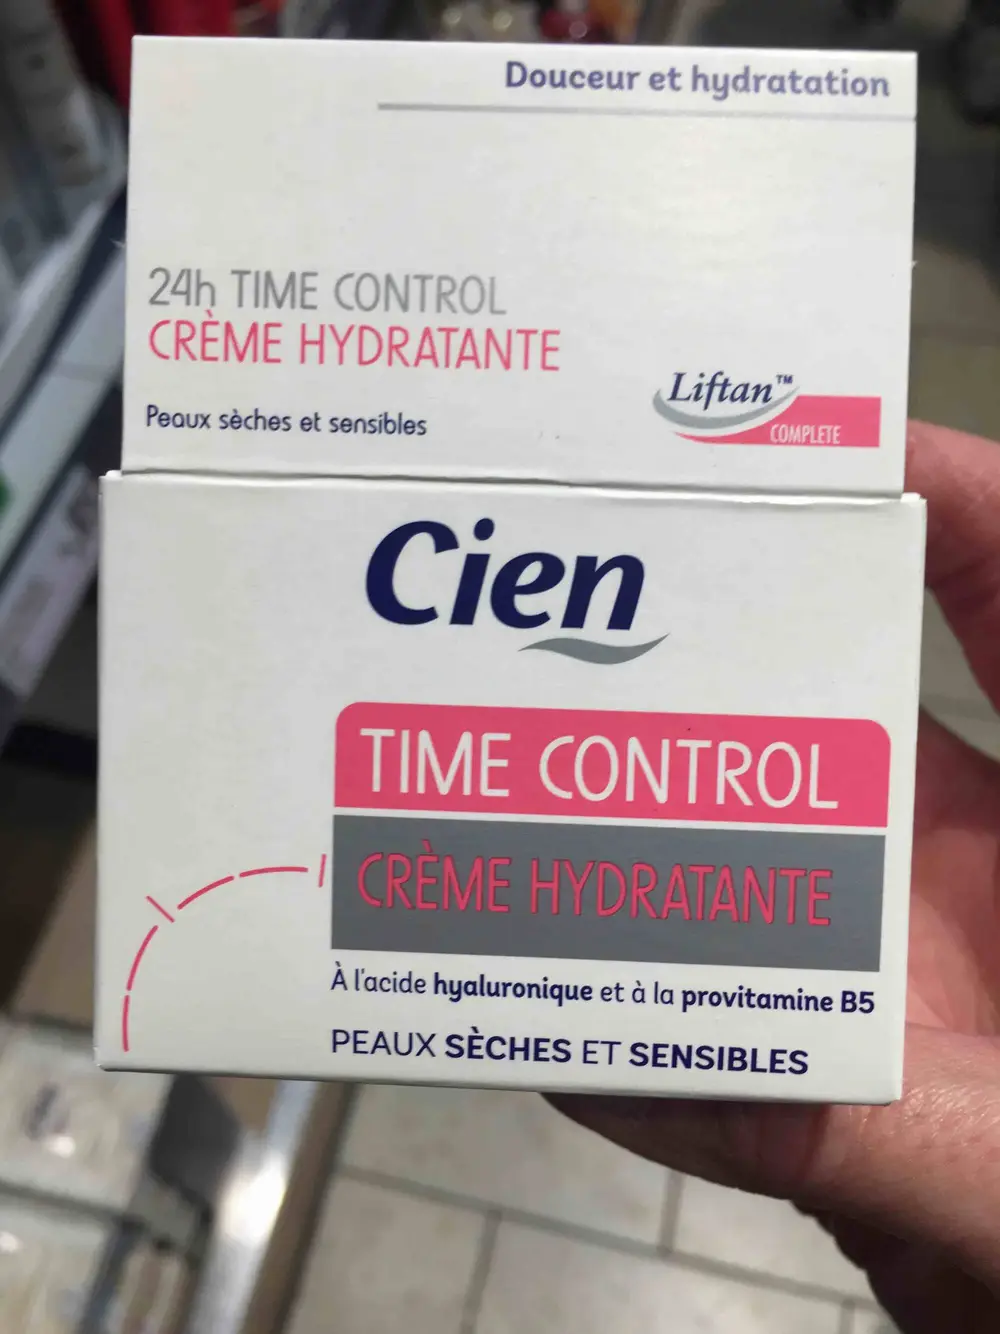 Douceur et hydratation
24h TIME CONTROL
CRÈME HYDRATANTE
Peaux sèches et sensibles
Liftan™
COMPLETE
Cien
TIME CONTROL
CRÈME HYDRATANTE
À l'acide hyaluronique et à la provitamine B5
PEAUX SÈCHES ET SENSIBLES